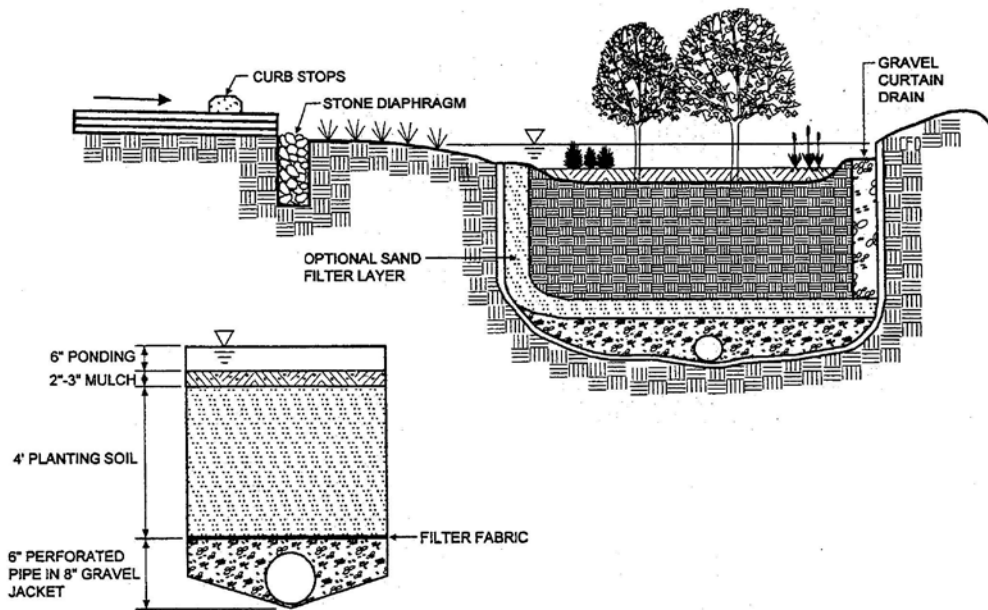 CURB STOPS
STONE DIAPHRAGM
GRAVEL
CURTAIN
DRAIN
OPTIONAL SAND
FILTER LAYER
6" PONDING
2"-3" MULCH
4' PLANTING SOIL
FILTER FABRIC
6" PERFORATED
PIPE IN 8" GRAVEL
JACKET